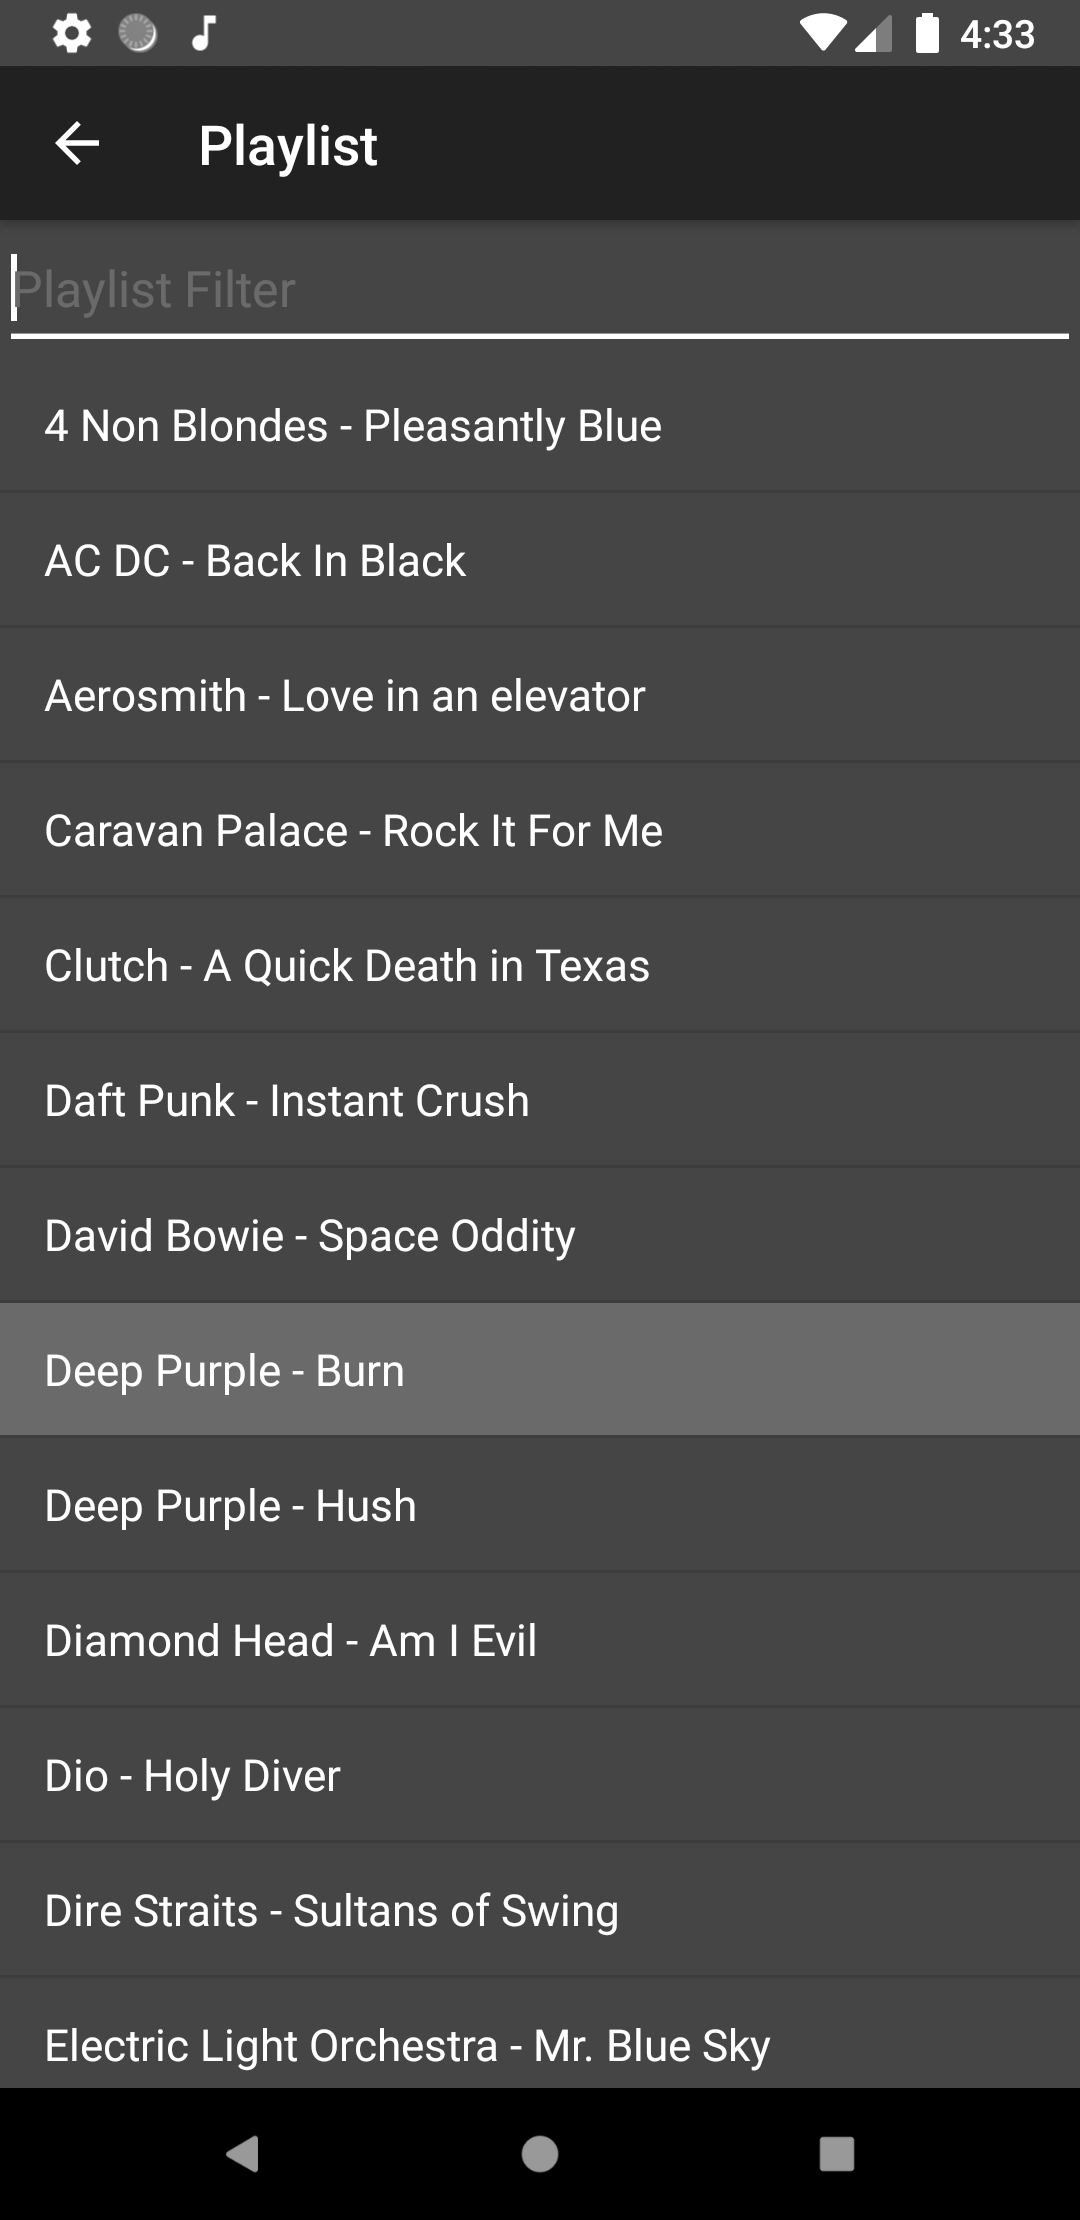 4:33
Playlist
Playlist Filter
4 Non Blondes - Pleasantly Blue
AC DC - Back In Black
Aerosmith - Love in an elevator
Caravan Palace - Rock It For Me
Clutch - A Quick Death in Texas
Daft Punk - Instant Crush
David Bowie - Space Oddity
Deep Purple - Burn
Deep Purple - Hush
Diamond Head - Am I Evil
Dio - Holy Diver
Dire Straits - Sultans of Swing
Electric Light Orchestra - Mr. Blue Sky